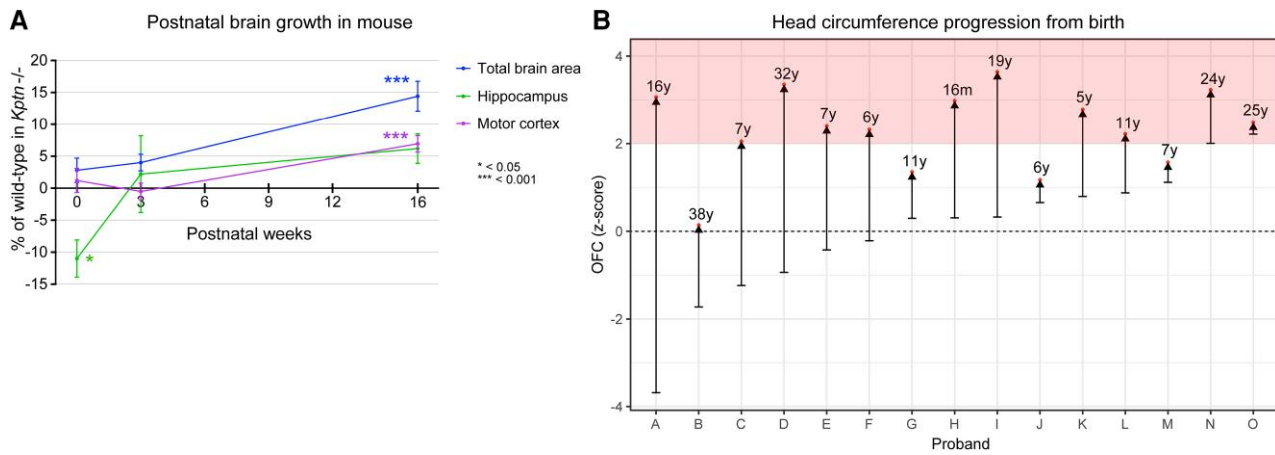 A
Postnatal brain growth in mouse
% of wild-type in Kptn-/-
20
15
10
5
0
-5
-10
-15
0 3 6 9 12 16
Postnatal weeks
***
***
*
Total brain area
Hippocampus
Motor cortex
* < 0.05
*** < 0.001
B
Head circumference progression from birth
OFC (z-score)
4
2
0
-2
-4
16y 38y 7y 32y 7y 6y 11y 16m 19y 6y 5y 11y 7y 24y 25y
A B C D E F G H I J K L M N O
Proband